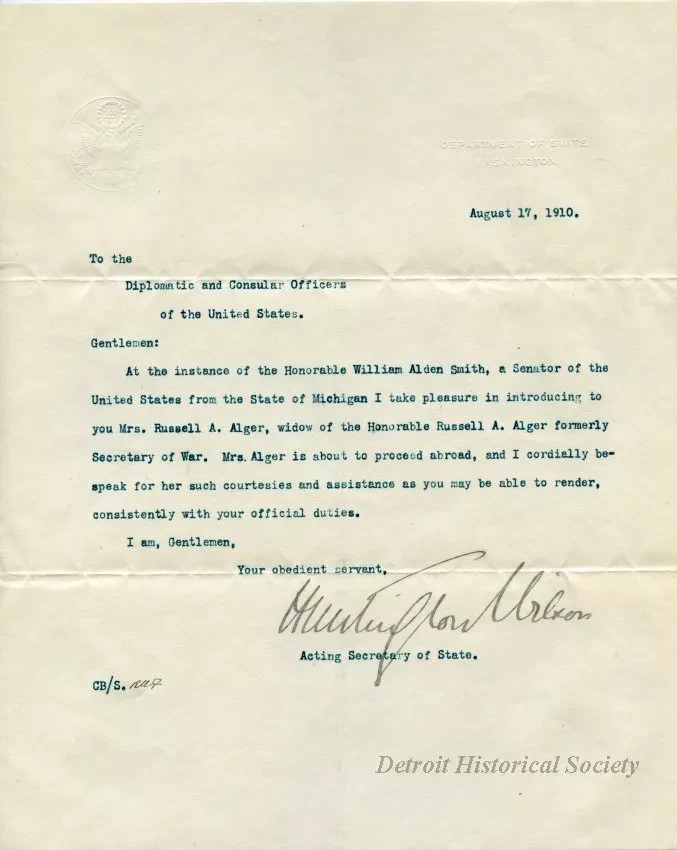 DEPARTMENT OF STATE
WASHINGTON
August 17, 1910.
To the
Diplomatic and Consular Officers
of the United States.
Gentlemen:
At the instance of the Honorable William Alden Smith, a Senator of the
United States from the State of Michigan I take pleasure in introducing to
you Mrs. Russell A. Alger, widow of the Honorable Russell A. Alger formerly
Secretary of War. Mrs. Alger is about to proceed abroad, and I cordially be-
speak for her such courtesies and assistance as you may be able to render,
consistently with your official duties.
I am, Gentlemen,
Your obedient servant,
Huntington Wilson
Acting Secretary of State.
CB/S.
Detroit Historical Society